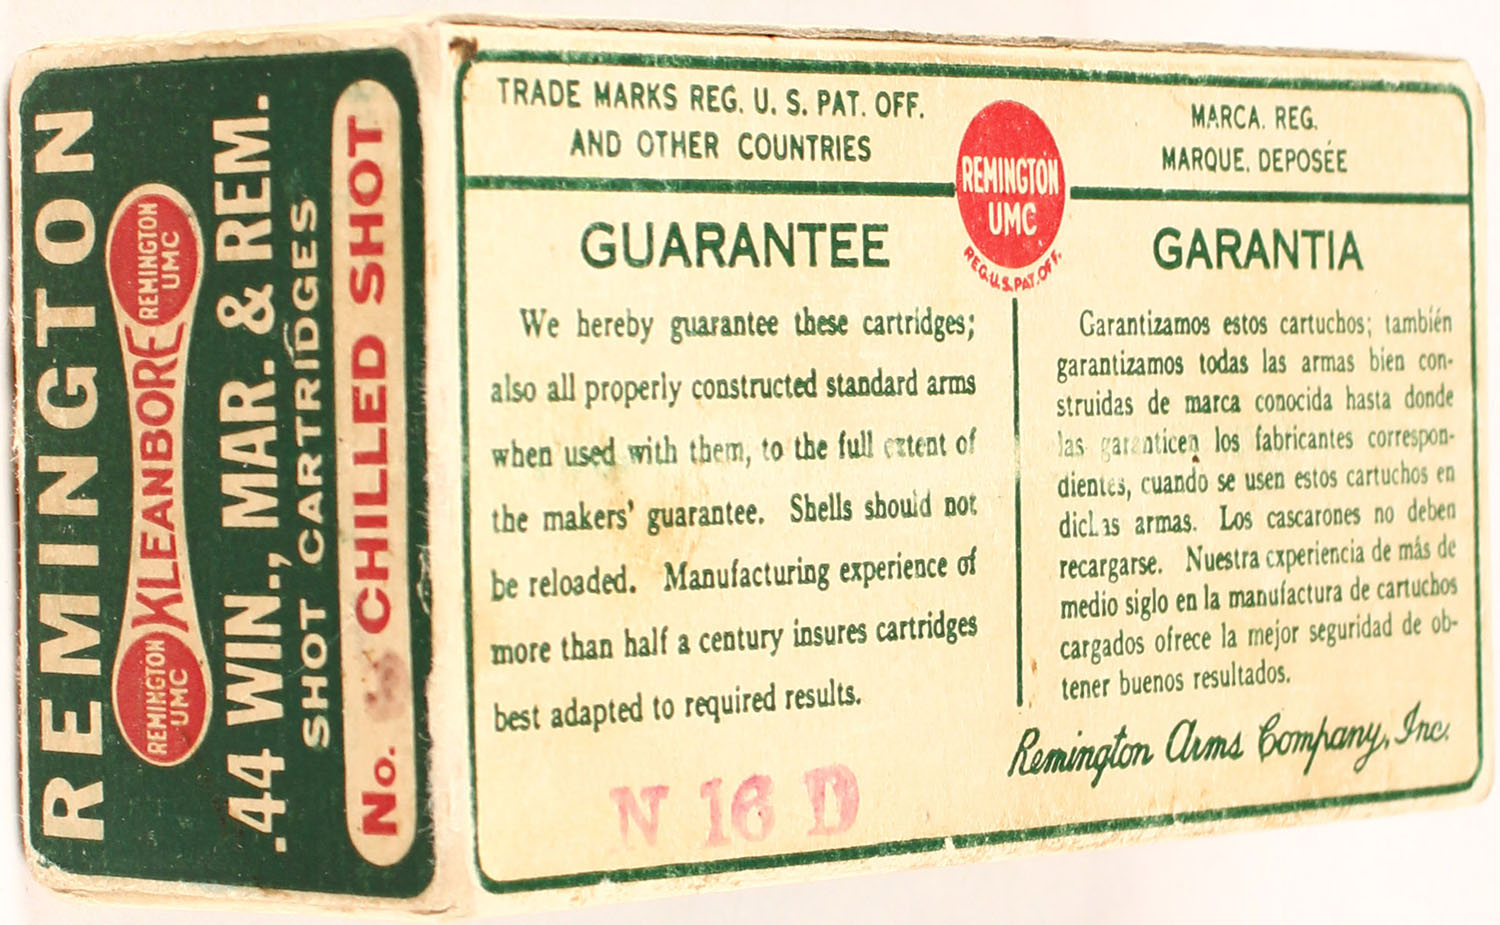 REMINGTON
REMINGTON
UMC
KLEANBORE
REMINGTON
UMC
.44 WIN., MAR. & REM.
SHOT CARTRIDGES
No. CHILLED SHOT
TRADE MARKS REG. U. S. PAT. OFF.
AND OTHER COUNTRIES
REMINGTON
UMC
REG. U. S. PAT. OFF.
MARCA. REG.
MARQUE. DEPOSÉE
GUARANTEE
We hereby guarantee these cartridges;
also all properly constructed standard arms
when used with them, to the full extent of
the makers' guarantee. Shells should not
be reloaded. Manufacturing experience of
more than half a century insures cartridges
best adapted to required results.
N 16 D
GARANTIA
Garantizamos estos cartuchos; también
garantizamos todas las armas bien con-
struidas de marca conocida hasta donde
las garanticen los fabricantes correspon-
dientes, cuando se usen estos cartuchos en
dichas armas. Los cascarones no deben
recargarse. Nuestra experiencia de más de
medio siglo en la manufactura de cartuchos
cargados ofrece la mejor seguridad de ob-
tener buenos resultados.
Remington Arms Company, Inc.